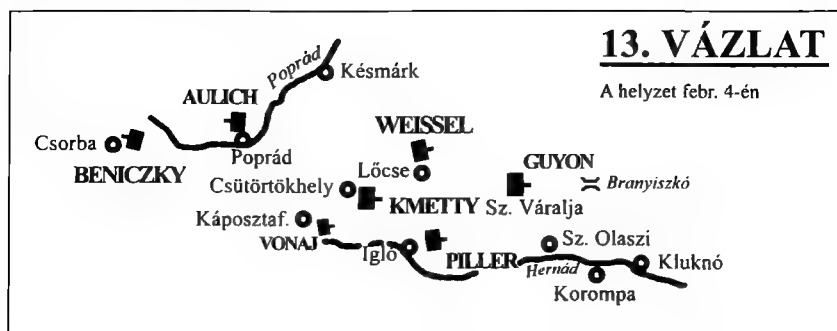 13. VÁZLAT
A helyzet febr. 4-én
Poprád
Késmárk
AULICH
Csorba
BENICZKY
Poprád
WEISSEL
Lőcse
GUYON
Branyiszkó
Csütörtökhely
KMETTY
Sz. Váralja
Káposztaf.
VONAJ
Igló
PILLER
Sz. Olaszi
Hernád
Kluknó
Korompa